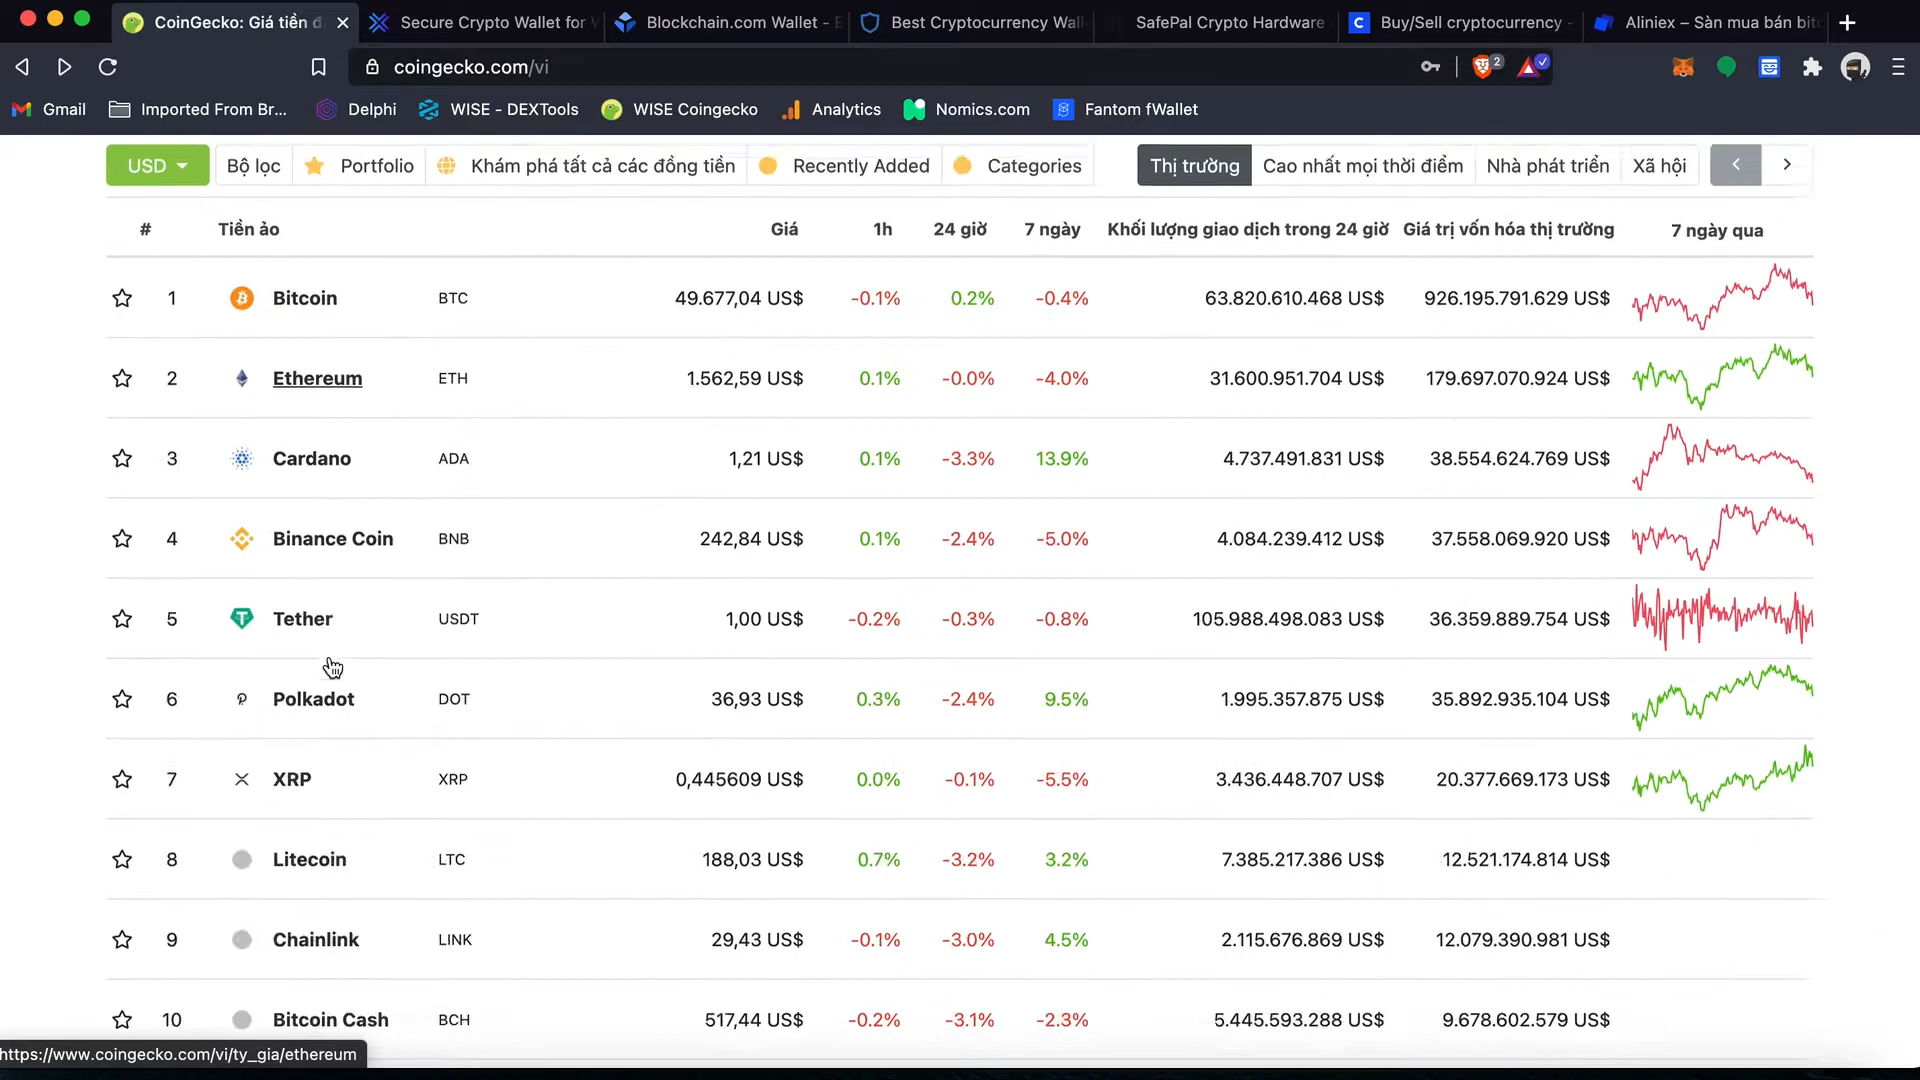 CoinGecko: Giá tiền đ
Secure Crypto Wallet for
Blockchain.com Wallet - E
Best Cryptocurrency Wall
SafePal Crypto Hardware
Buy/Sell cryptocurrency -
Aliniex – Sàn mua bán bitc
coingecko.com/vi
2
Gmail
Imported From Br...
Delphi
WISE - DEXTools
WISE Coingecko
Analytics
Nomics.com
Fantom fWallet
USD
Bộ lọc
Portfolio
Khám phá tất cả các đồng tiền
Recently Added
Categories
Thị trường
Cao nhất mọi thời điểm
Nhà phát triển
Xã hội
# Tiền ảo Giá 1h 24 giờ 7 ngày Khối lượng giao dịch trong 24 giờ Giá trị vốn hóa thị trường 7 ngày qua
1 Bitcoin BTC 49.677,04 US$ -0.1% 0.2% -0.4% 63.820.610.468 US$ 926.195.791.629 US$
2 Ethereum ETH 1.562,59 US$ 0.1% -0.0% -4.0% 31.600.951.704 US$ 179.697.070.924 US$
3 Cardano ADA 1,21 US$ 0.1% -3.3% 13.9% 4.737.491.831 US$ 38.554.624.769 US$
4 Binance Coin BNB 242,84 US$ 0.1% -2.4% -5.0% 4.084.239.412 US$ 37.558.069.920 US$
5 Tether USDT 1,00 US$ -0.2% -0.3% -0.8% 105.988.498.083 US$ 36.359.889.754 US$
6 Polkadot DOT 36,93 US$ 0.3% -2.4% 9.5% 1.995.357.875 US$ 35.892.935.104 US$
7 XRP XRP 0,445609 US$ 0.0% -0.1% -5.5% 3.436.448.707 US$ 20.377.669.173 US$
8 Litecoin LTC 188,03 US$ 0.7% -3.2% 3.2% 7.385.217.386 US$ 12.521.174.814 US$
9 Chainlink LINK 29,43 US$ -0.1% -3.0% 4.5% 2.115.676.869 US$ 12.079.390.981 US$
10 Bitcoin Cash BCH 517,44 US$ -0.2% -3.1% -2.3% 5.445.593.288 US$ 9.678.602.579 US$
https://www.coingecko.com/vi/ty_gia/ethereum